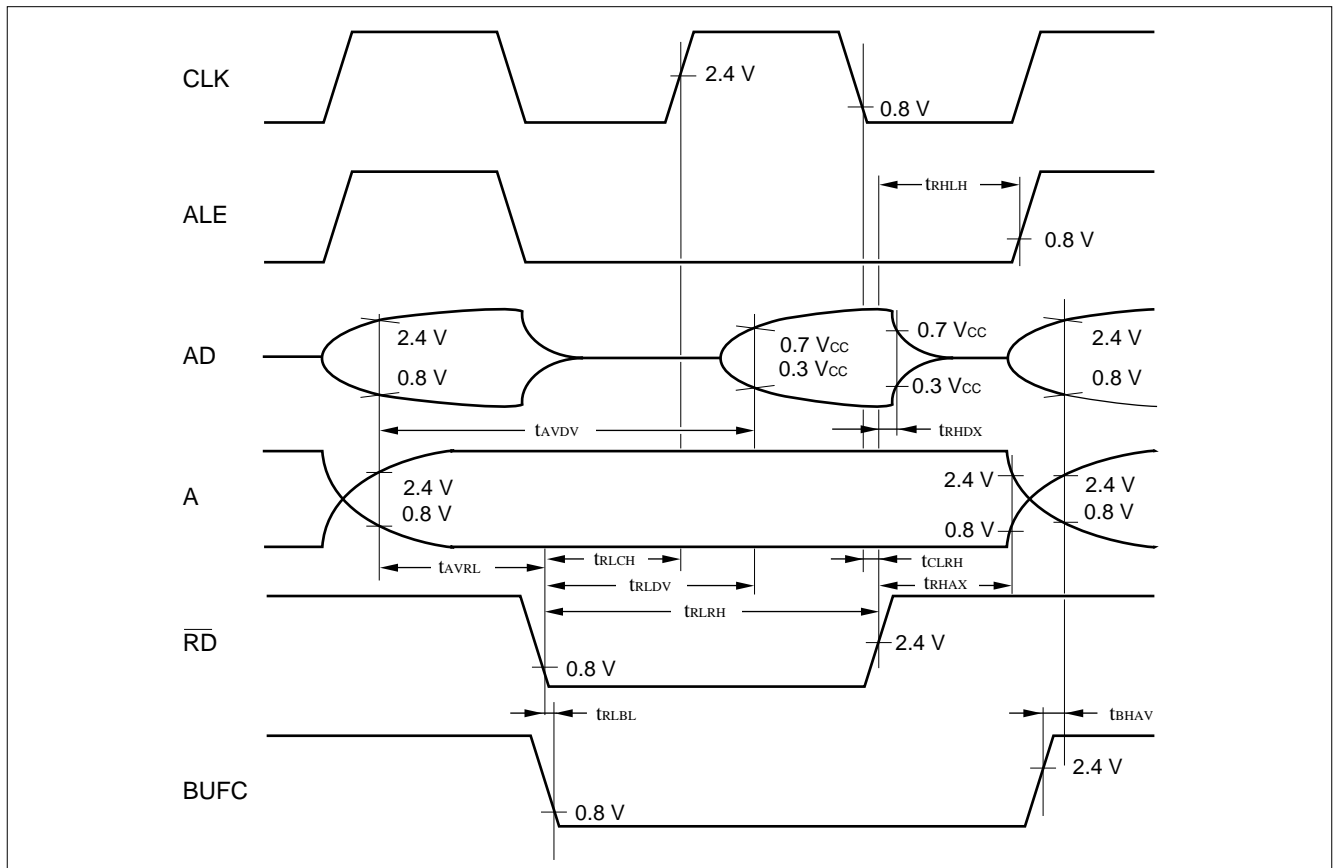 CLK
2.4 V
0.8 V
tRHLH
ALE
0.8 V
AD
2.4 V
0.8 V
0.7 VCC
0.3 VCC
0.7 VCC
0.3 VCC
2.4 V
0.8 V
tAVDV
tRHDX
A
2.4 V
0.8 V
2.4 V
0.8 V
2.4 V
0.8 V
tAVRL
tRLCH
tCLRH
tRLDV
tRHAX
tRLRH
RD
0.8 V
2.4 V
tRLBL
tBHAV
BUFC
0.8 V
2.4 V